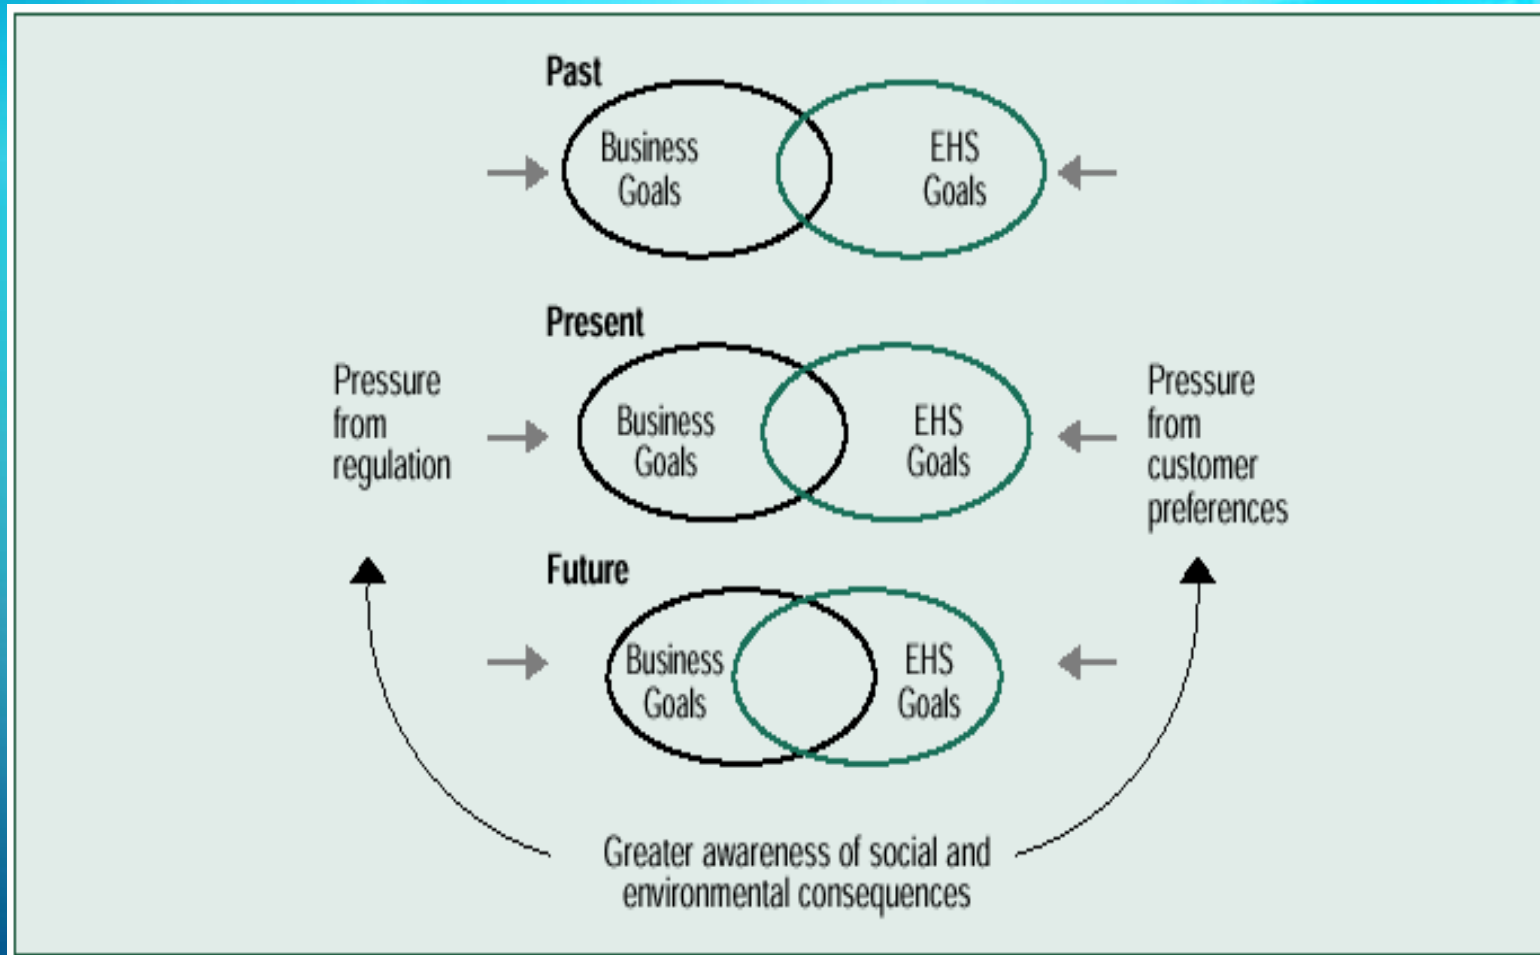 Past
Business
Goals
EHS
Goals
Present
Pressure
from
regulation
Business
Goals
EHS
Goals
Pressure
from
customer
preferences
Future
Business
Goals
EHS
Goals
Greater awareness of social and
environmental consequences